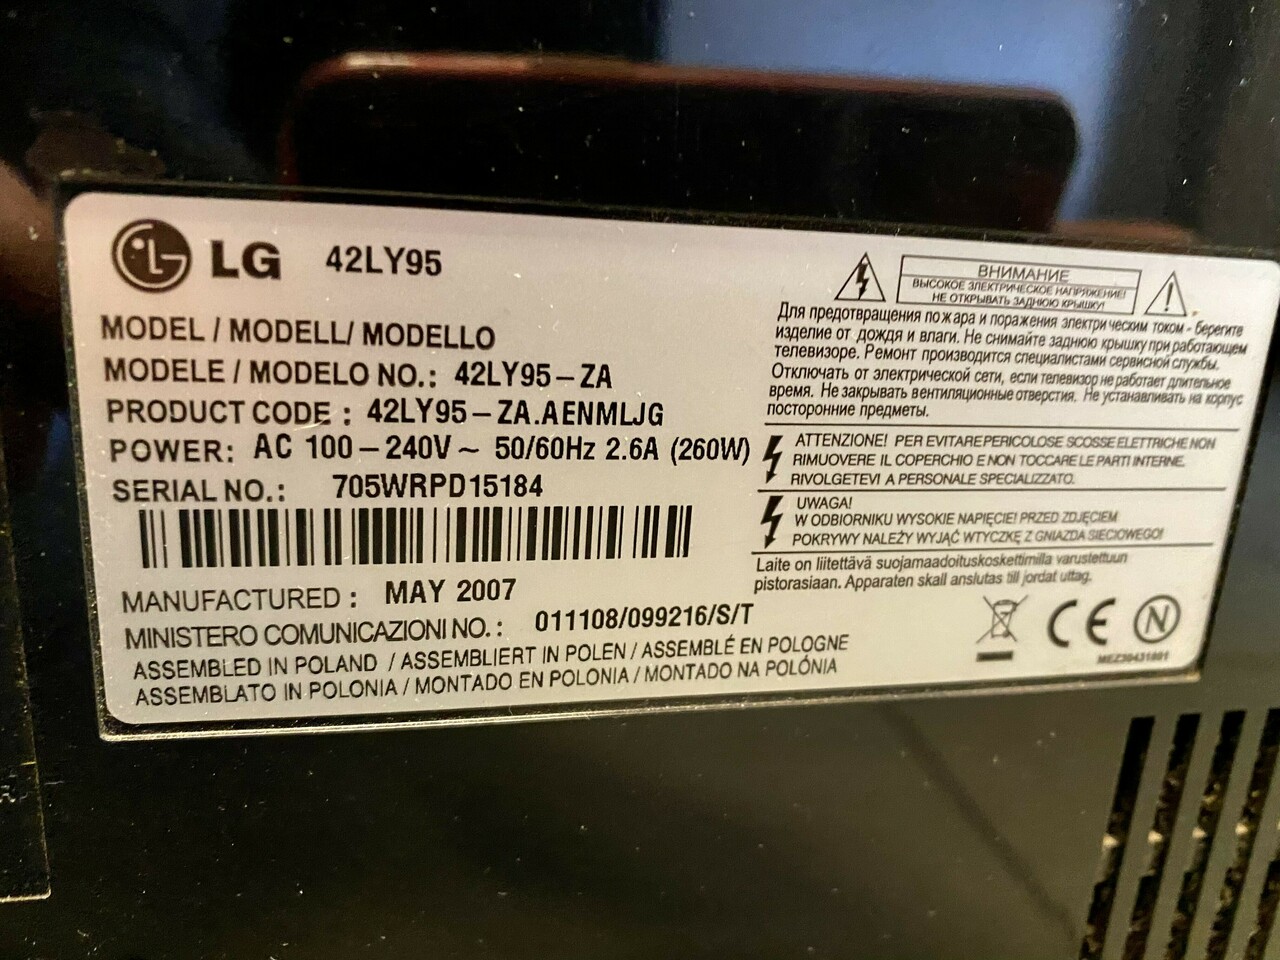 LG 42LY95
MODEL / MODELL/ MODELLO
MODELE / MODELO NO.: 42LY95-ZA
PRODUCT CODE : 42LY95-ZA.AENMLJG
POWER: AC 100-240V~ 50/60Hz 2.6A (260W)
SERIAL NO.: 705WRPD15184
MANUFACTURED : MAY 2007
MINISTERO COMUNICAZIONI NO.: 011108/099216/S/T
ASSEMBLED IN POLAND / ASSEMBLIERT IN POLEN / ASSEMBLÉ EN POLOGNE
ASSEMBLATO IN POLONIA / MONTADO EN POLONIA / MONTADO NA POLÓNIA
ВНИМАНИЕ
ВЫСОКОЕ ЭЛЕКТРИЧЕСКОЕ НАПРЯЖЕНИЕ!
НЕ ОТКРЫВАТЬ ЗАДНЮЮ КРЫШКУ!
Для предотвращения пожара и поражения электрическим током - берегите
изделие от дождя и влаги. Не снимайте заднюю крышку при работающем
телевизоре. Ремонт производится специалистами сервисной службы.
Отключать от электрической сети, если телевизор не работает длительное
время. Не закрывать вентиляционные отверстия. Не устанавливать на корпус
посторонние предметы.
ATTENZIONE! PER EVITARE PERICOLOSE SCOSSE ELETTRICHE NON
RIMUOVERE IL COPERCHIO E NON TOCCARE LE PARTI INTERNE.
RIVOLGETEVI A PERSONALE SPECIALIZZATO.
UWAGA!
W ODBIORNIKU WYSOKIE NAPIĘCIE! PRZED ZDJĘCIEM
POKRYWY NALEŻY WYJĄĆ WTYCZKĘ Z GNIAZDA SIECIOWEGO!
Laite on liitettävä suojamaadoituskoskettimilla varustettuun
pistorasiaan. Apparaten skall anslutas till jordat uttag.
CE N
MEZ30431801